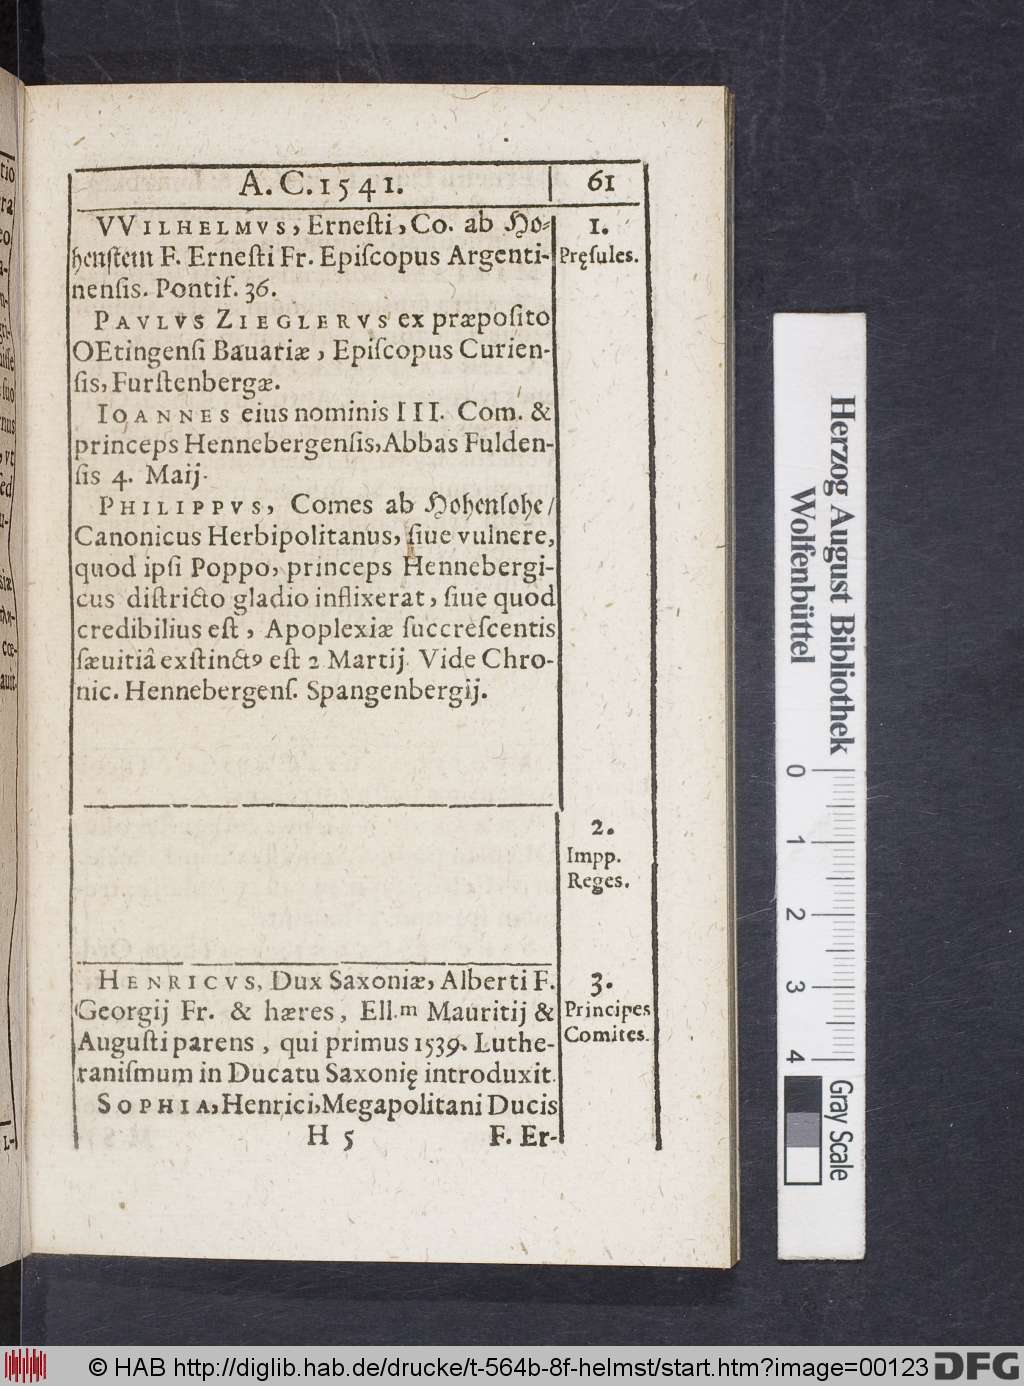 A. C. 1541. 61
VVILHELMVS, Erneſti, Co. ab Ho⸗
henſtein F. Erneſti Fr. Epiſcopus Argenti-
nenſis. Pontif. 36.
1.
Pręſules.
PAVLVS ZIEGLERVS ex præpoſito
OEtingenſi Bauariæ, Epiſcopus Curien-
ſis, Furſtenbergæ.
IOANNES eius nominis III. Com. &
princeps Hennebergenſis, Abbas Fulden-
ſis 4. Maij.
PHILIPPVS, Comes ab Hohenlohe/
Canonicus Herbipolitanus, ſiue vulnere,
quod ipſi Poppo, princeps Hennebergi-
cus diſtricto gladio inflixerat, ſiue quod
credibilius eſt, Apoplexiæ ſuccreſcentis
ſæuitiâ exſtinctꝰ eſt 2 Martij. Vide Chro-
nic. Hennebergenſ. Spangenbergij.
2.
Impp.
Reges.
HENRICVS, Dux Saxoniæ, Alberti F.
Georgij Fr. & hæres, Ell.m Mauritij &
Auguſti parens, qui primus 1539. Luthe-
raniſmum in Ducatu Saxonię introduxit.
SOPHIA, Henrici, Megapolitani Ducis
3.
Principes
Comites.
H 5 F. Er-
Herzog August Bibliothek
Wolfenbüttel
0 1 2 3 4
Gray Scale
© HAB http://diglib.hab.de/drucke/t-564b-8f-helmst/start.htm?image=00123
DFG